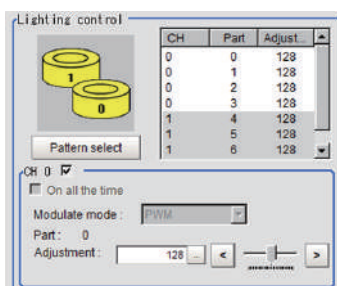 Lighting control
CH Part Adjust...
0 0 128
0 1 128
0 2 128
0 3 128
1 4 128
1 5 128
1 6 128
1
0
Pattern select
CH 0
On all the time
Modulate mode : PWM
Part : 0
Adjustment : 128 ... < >